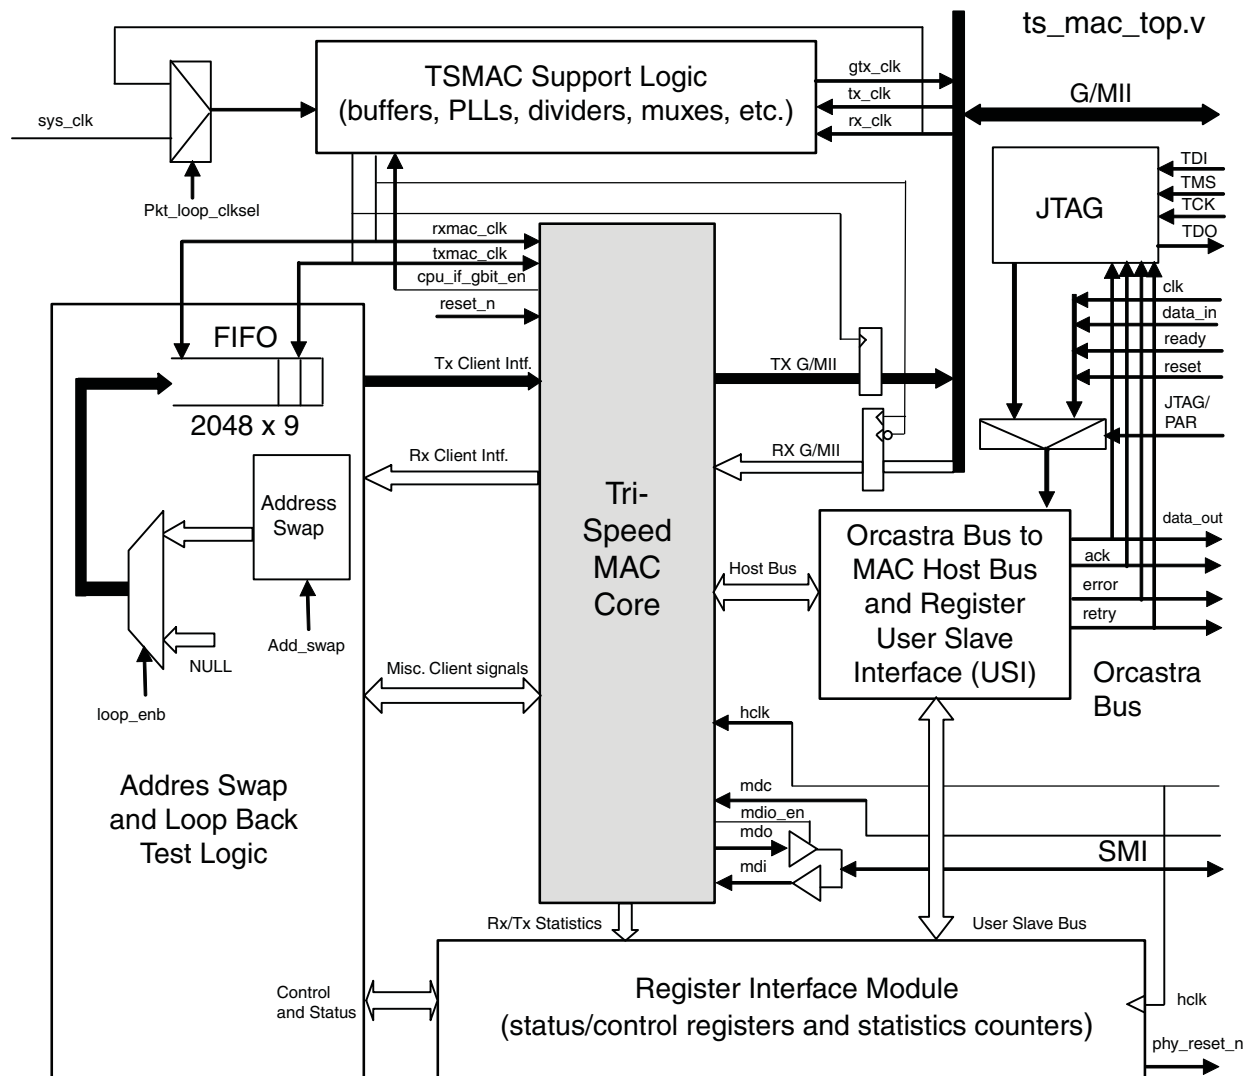 ts_mac_top.v
TSMAC Support Logic
(buffers, PLLs, dividers, muxes, etc.)
gtx_clk
tx_clk
rx_clk
G/MII
sys_clk
Pkt_loop_clksel
JTAG
TDI
TMS
TCK
TDO
rxmac_clk
txmac_clk
cpu_if_gbit_en
reset_n
clk
data_in
ready
reset
JTAG/
PAR
FIFO
2048 x 9
Tx Client Intf.
TX G/MII
Rx Client Intf.
RX G/MII
Address
Swap
Add_swap
NULL
loop_enb
Tri-
Speed
MAC
Core
Host Bus
Orcastra Bus to
MAC Host Bus
and Register
User Slave
Interface (USI)
data_out
ack
error
retry
Orcastra
Bus
Misc. Client signals
Addres Swap
and Loop Back
Test Logic
hclk
mdc
mdio_en
mdo
mdi
SMI
Rx/Tx Statistics
User Slave Bus
Control
and Status
Register Interface Module
(status/control registers and statistics counters)
hclk
phy_reset_n